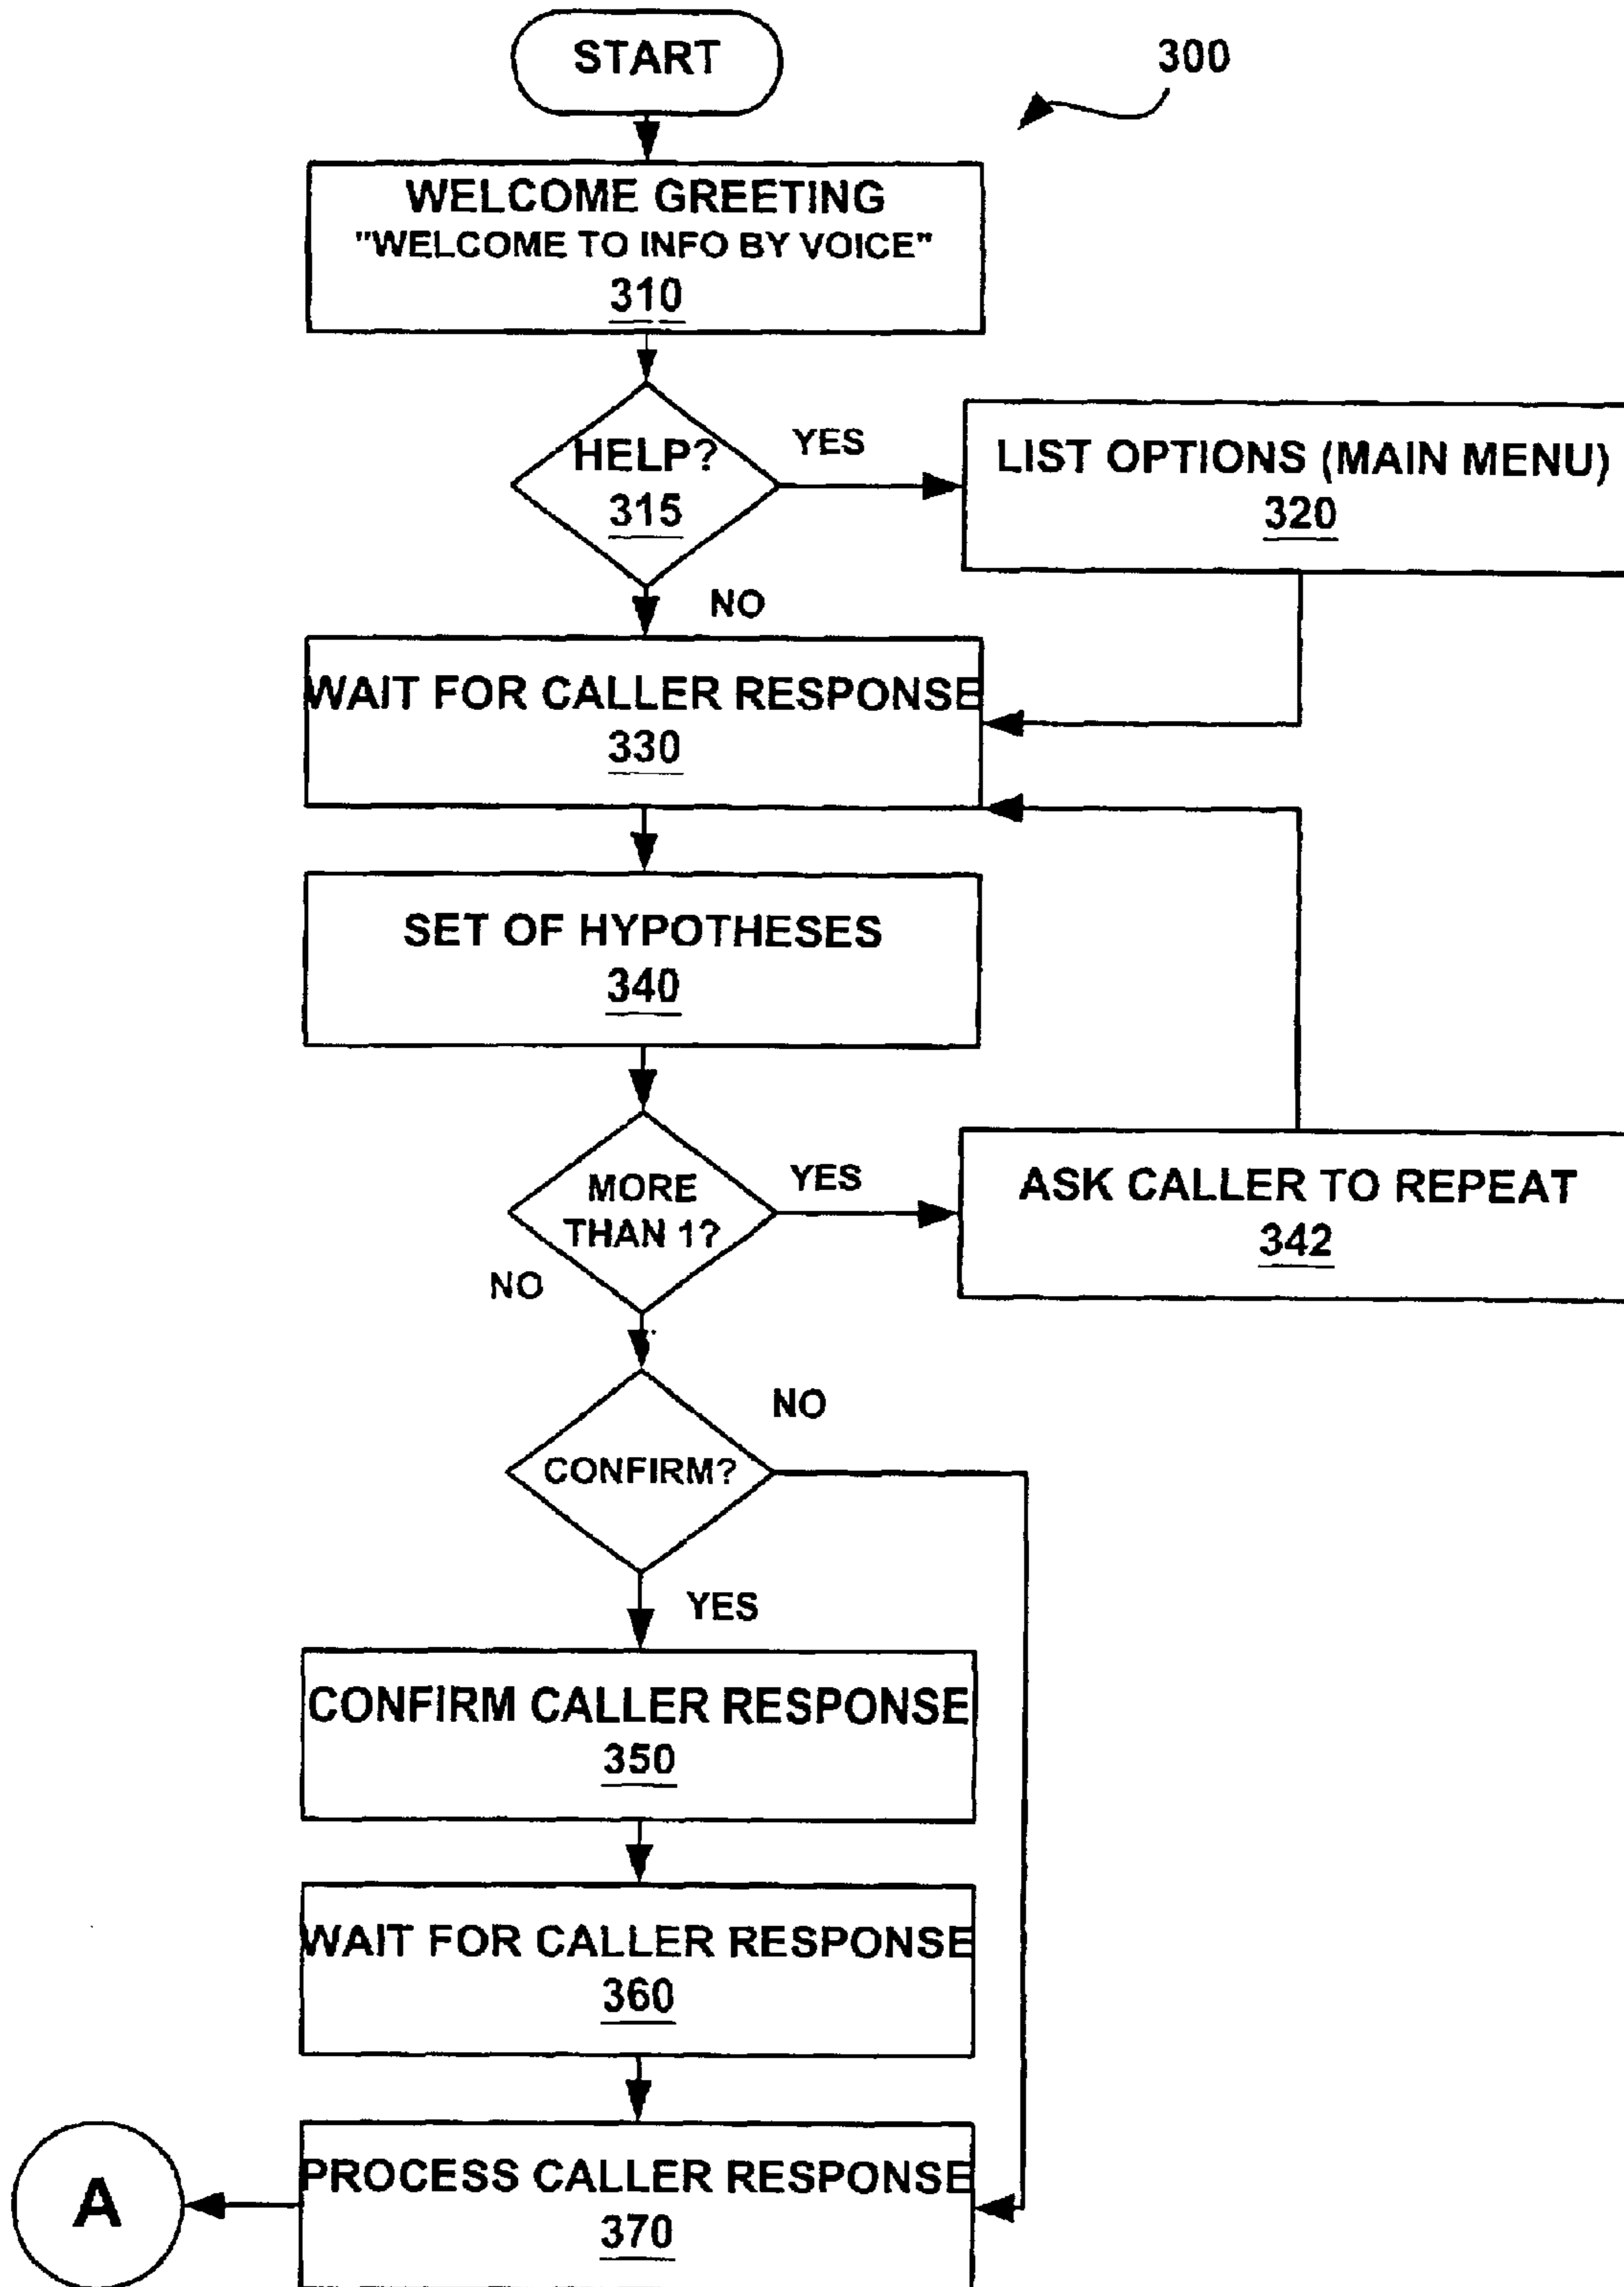 START
300
WELCOME GREETING
"WELCOME TO INFO BY VOICE"
310
HELP?
315
YES
LIST OPTIONS (MAIN MENU)
320
NO
WAIT FOR CALLER RESPONSE
330
SET OF HYPOTHESES
340
MORE
THAN 1?
YES
ASK CALLER TO REPEAT
342
NO
CONFIRM?
NO
YES
CONFIRM CALLER RESPONSE
350
WAIT FOR CALLER RESPONSE
360
PROCESS CALLER RESPONSE
370
A